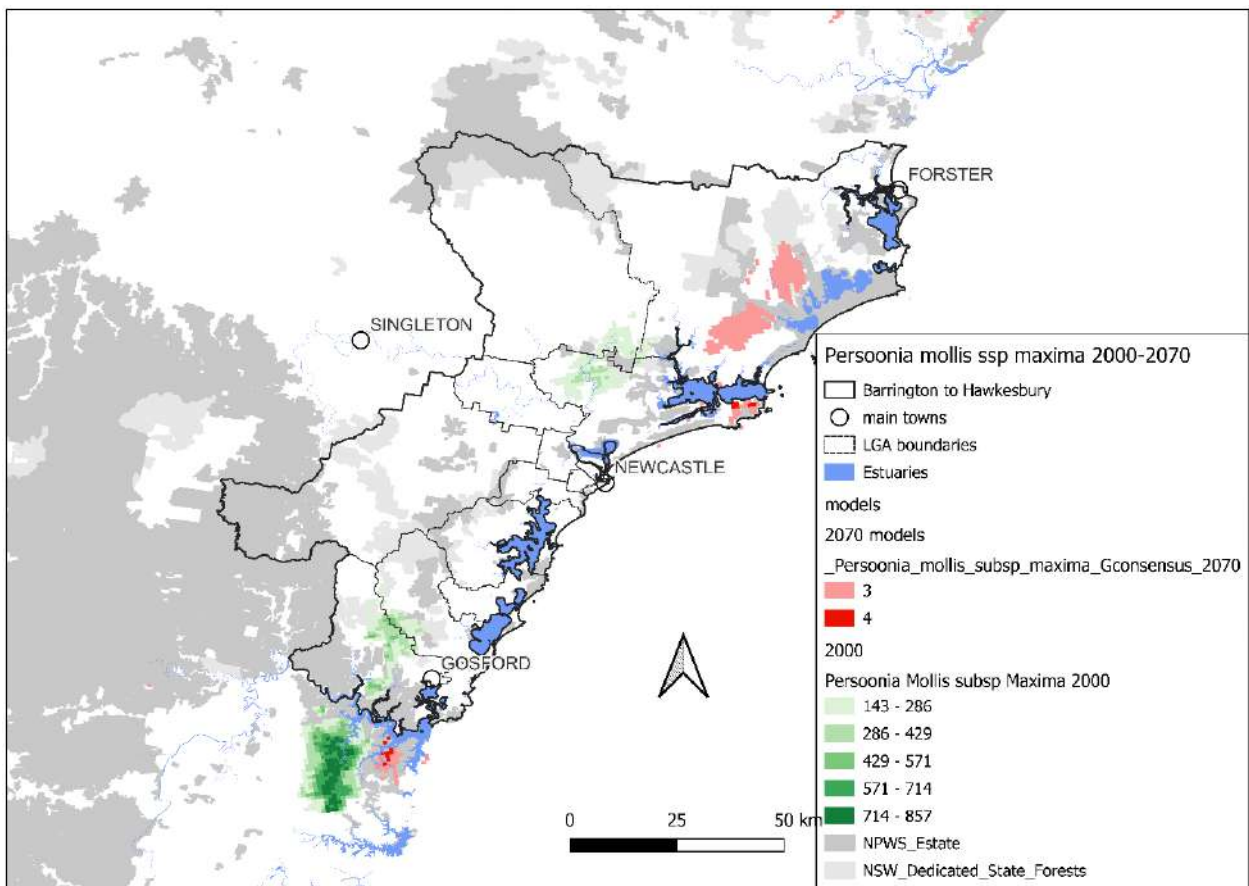 FORSTER
SINGLETON
NEWCASTLE
GOSFORD
0 25 50 km
Persoonia mollis ssp maxima 2000-2070
Barrington to Hawkesbury
main towns
LGA boundaries
Estuaries
models
2070 models
_Persoonia_mollis_subsp_maxima_Gconsensus_2070
3
4
2000
Persoonia Mollis subsp Maxima 2000
143 - 286
286 - 429
429 - 571
571 - 714
714 - 857
NPWS_Estate
NSW_Dedicated_State_Forests